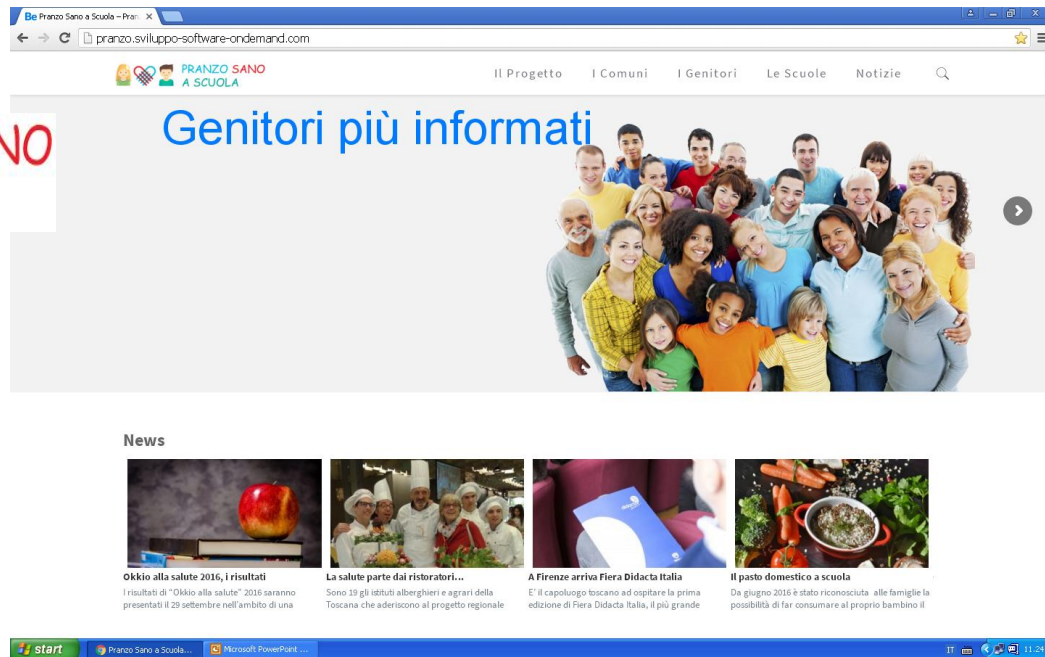 Be Pranzo Sano a Scuola – Pran
pranzo.sviluppo-software-ondemand.com
PRANZO SANO
A SCUOLA
Il Progetto I Comuni I Genitori Le Scuole Notizie
NO
Genitori più informati
News
Okkio alla salute 2016, i risultati
I risultati di "Okkio alla salute" 2016 saranno
presentati il 29 settembre nell'ambito di una
La salute parte dai ristoratori...
Sono 19 gli istituti alberghieri e agrari della
Toscana che aderiscono al progetto regionale
A Firenze arriva Fiera Didacta Italia
E' il capoluogo toscano ad ospitare la prima
edizione di Fiera Didacta Italia, il più grande
Il pasto domestico a scuola
Da giugno 2016 è stato riconosciuta alle famiglie la
possibilità di far consumare al proprio bambino il
start Pranzo Sano a Scuola... Microsoft PowerPoint ... IT 11.24